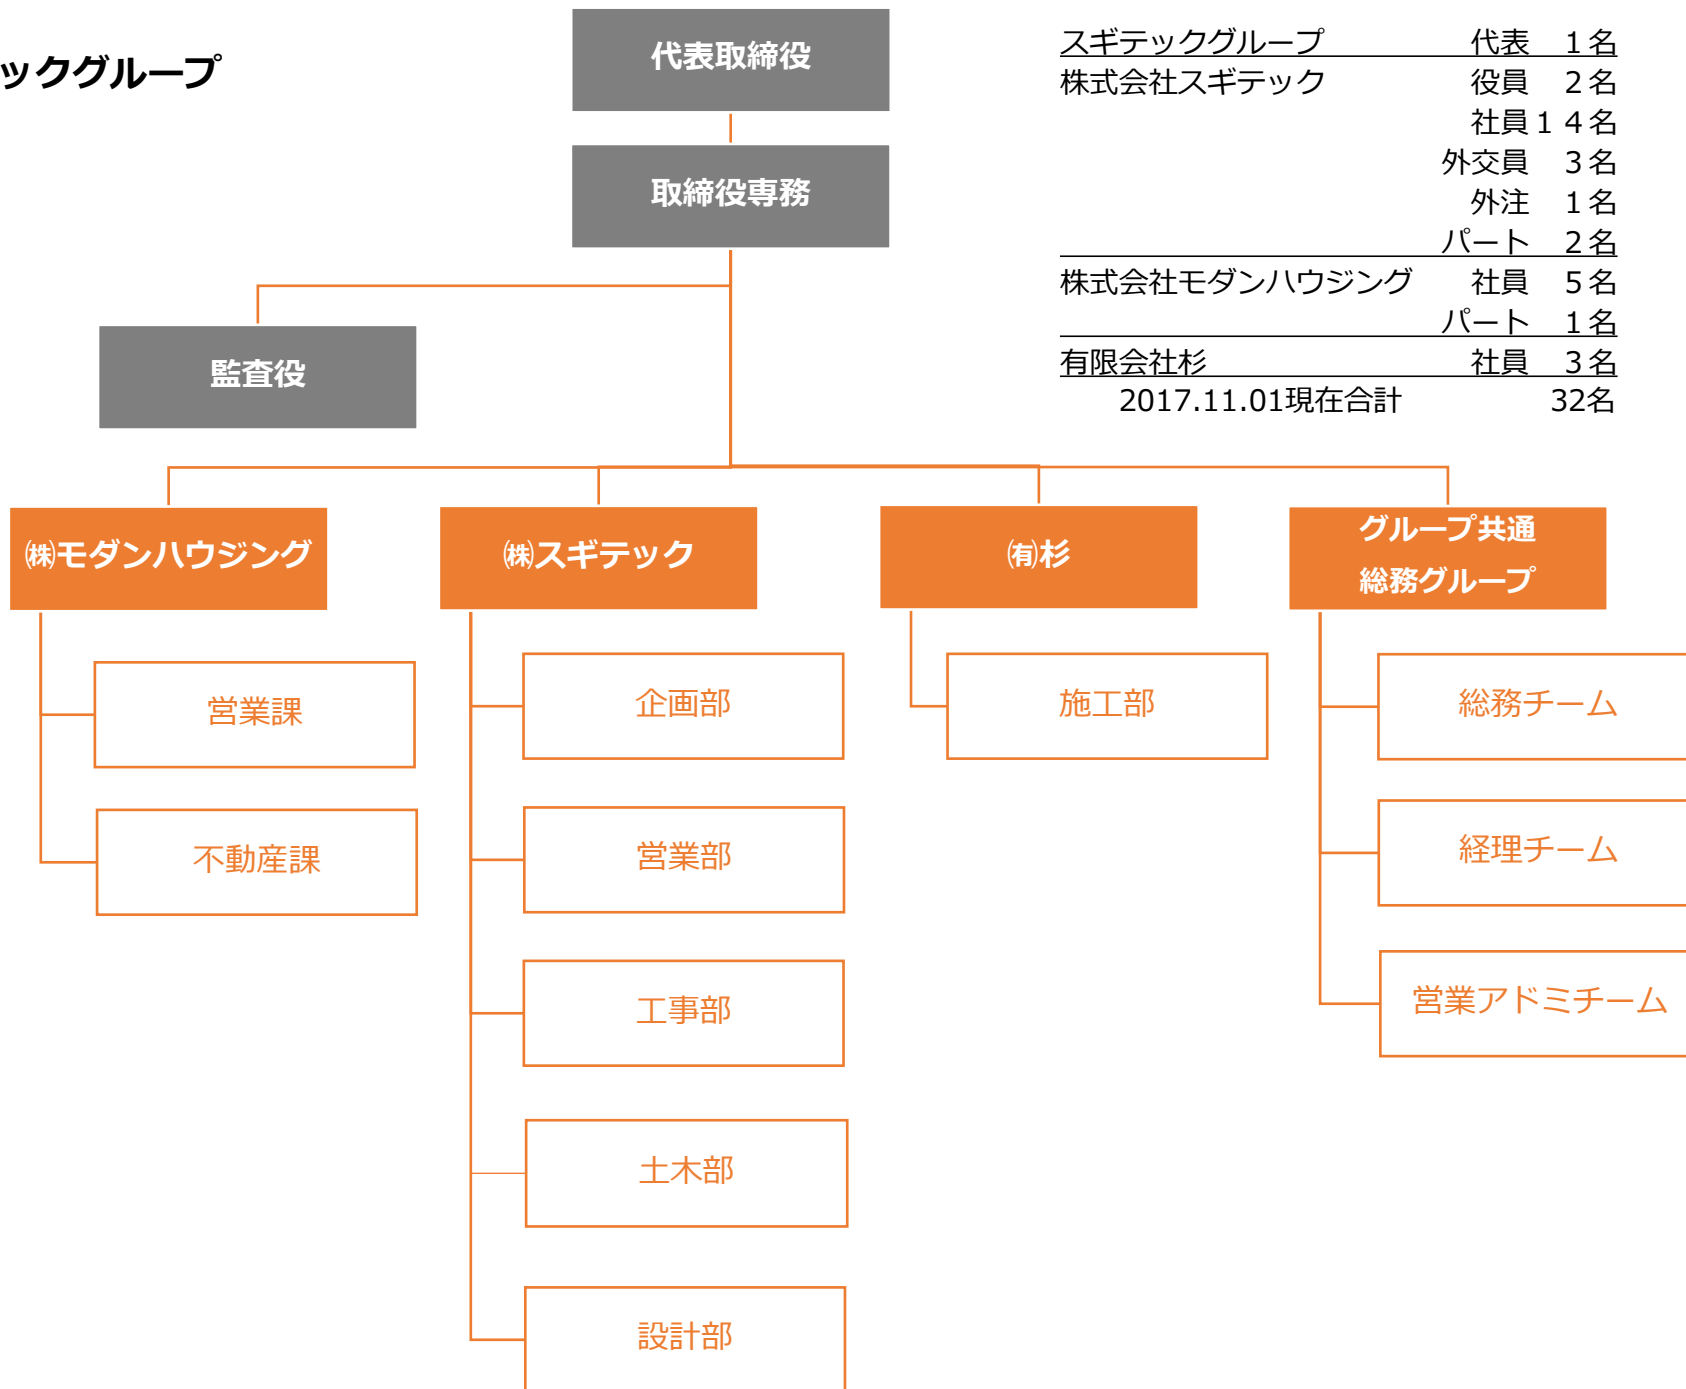 ックグループ
代表取締役
取締役専務
監査役
スギテックグループ 代表 1名
株式会社スギテック 役員 2名
社員14名
外交員 3名
外注 1名
パート 2名
株式会社モダンハウジング 社員 5名
パート 1名
有限会社杉 社員 3名
2017.11.01現在合計 32名
㈱モダンハウジング
営業課
不動産課
㈱スギテック
企画部
営業部
工事部
土木部
設計部
㈲杉
施工部
グループ共通
総務グループ
総務チーム
経理チーム
営業アドミチーム